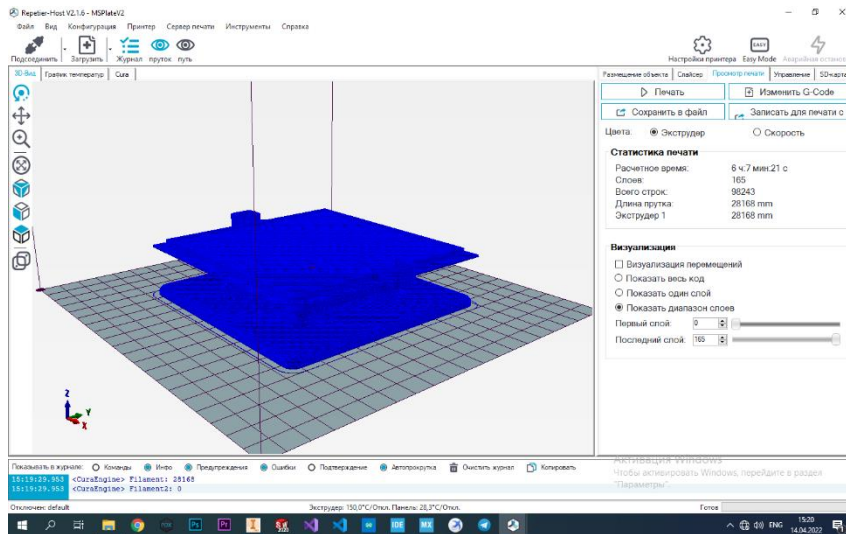 Repetier-Host V2.1.6 - MSPlateV2
Файл Вид Конфигурация Принтер Сервер печати Инструменты Справка
Подсоединить Загрузить Журнал пруток путь Настройки принтера Easy Mode Аварийная останов
EASY
3D-Вид График температур Cura
Размещение объекта Слайсер Просмотр печати Управление SD-карта
Печать Изменить G-Code
Сохранить в файл Записать для печати с
Цвета: Экструдер Скорость
Статистика печати
Расчетное время: 6 ч:7 мин:21 с
Слоев: 165
Всего строк: 98243
Длина прутка: 28168 mm
Экструдер 1 28168 mm
Визуализация
Визуализация перемещений
Показать весь код
Показать один слой
Показать диапазон слоев
Первый слой: 0
Последний слой: 165
Z
Y
X
Показывать в журнале: Команды Инфо Предупреждения Ошибки Подтверждение Автопрокрутка Очистить журнал Копировать
Активация Windows
Чтобы активировать Windows, перейдите в раздел
"Параметры".
15:19:29.953 <CuraEngine> Filament: 28168
15:19:29.953 <CuraEngine> Filament2: 0
Отключен: default Экструдер: 150,0°C/Откл. Панель: 28,3°C/Откл. Готов
Ps Pr I IDE MX
ENG
15:20
14.04.2022